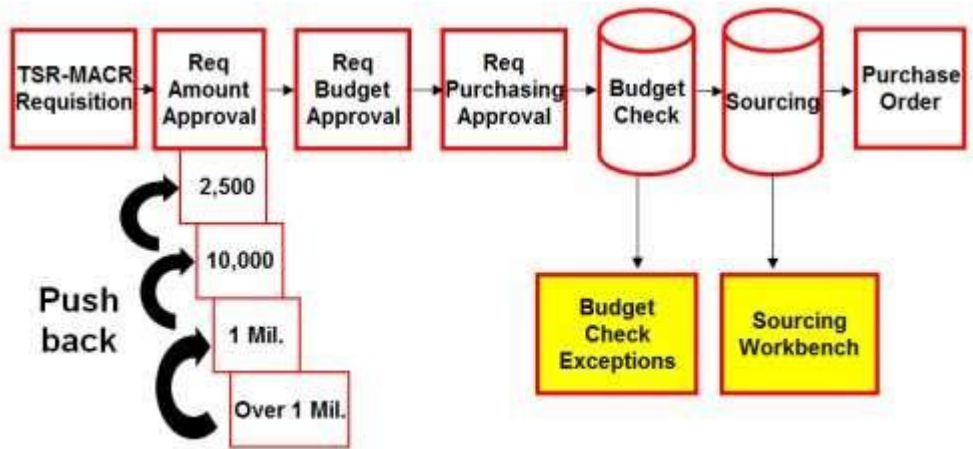 TSR-MACR
Requisition
Req
Amount
Approval
Req
Budget
Approval
Req
Purchasing
Approval
Budget
Check
Sourcing
Purchase
Order
2,500
10,000
1 Mil.
Over 1 Mil.
Push
back
Budget
Check
Exceptions
Sourcing
Workbench